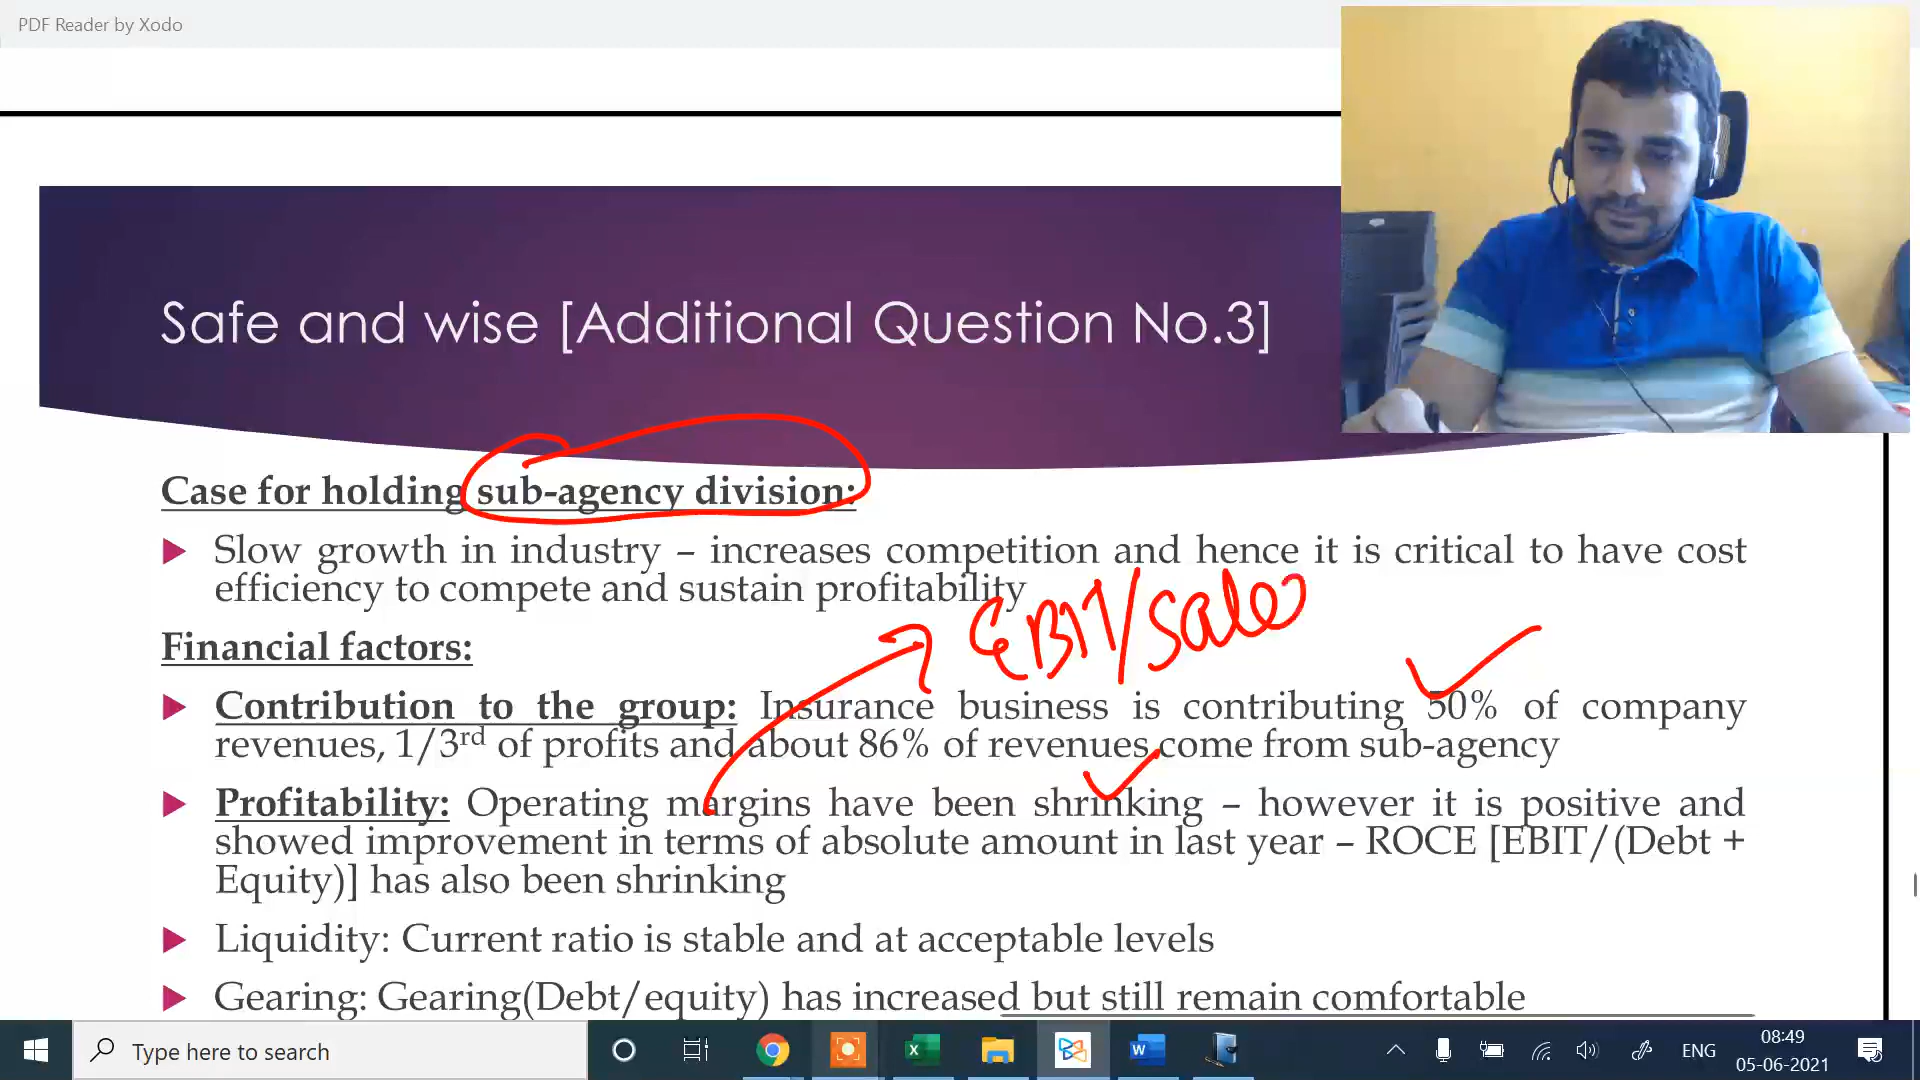 PDF Reader by Xodo
Safe and wise [Additional Question No.3]
Case for holding sub-agency division:
Slow growth in industry – increases competition and hence it is critical to have cost
efficiency to compete and sustain profitability
EBIT/Sales
Financial factors:
Contribution to the group: Insurance business is contributing 50% of company
revenues, 1/3rd of profits and about 86% of revenues come from sub-agency
Profitability: Operating margins have been shrinking – however it is positive and
showed improvement in terms of absolute amount in last year – ROCE [EBIT/(Debt +
Equity)] has also been shrinking
Liquidity: Current ratio is stable and at acceptable levels
Gearing: Gearing(Debt/equity) has increased but still remain comfortable
Type here to search
ENG
08:49
05-06-2021